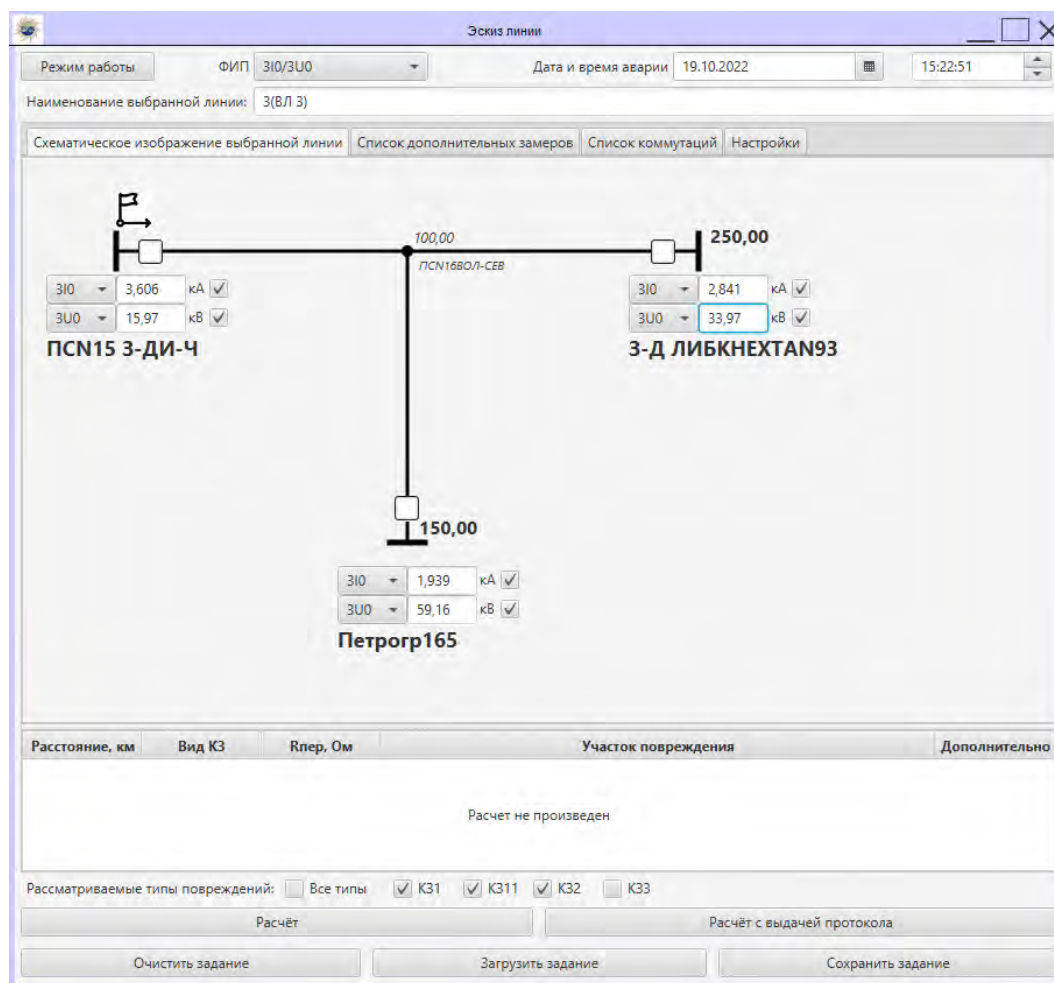 Эскиз линии
Режим работы ФИП 3I0/3U0 Дата и время аварии 19.10.2022 15:22:51
Наименование выбранной линии: 3(ВЛ 3)
Схематическое изображение выбранной линии Список дополнительных замеров Список коммутаций Настройки
100,00 250,00
ПСN16ВОЛ-СЕВ
3I0 3,606 кА 3I0 2,841 кА
3U0 15,97 кВ 3U0 33,97 кВ
ПСN15 3-ДИ-Ч 3-Д ЛИБКНЕХТАN93
150,00
3I0 1,939 кА
3U0 59,16 кВ
Петрогр165
Расстояние, км Вид КЗ Rпер, Ом Участок повреждения Дополнительно
Расчет не произведен
Рассматриваемые типы повреждений: Все типы К31 К311 К32 К33
Расчёт Расчёт с выдачей протокола
Очистить задание Загрузить задание Сохранить задание